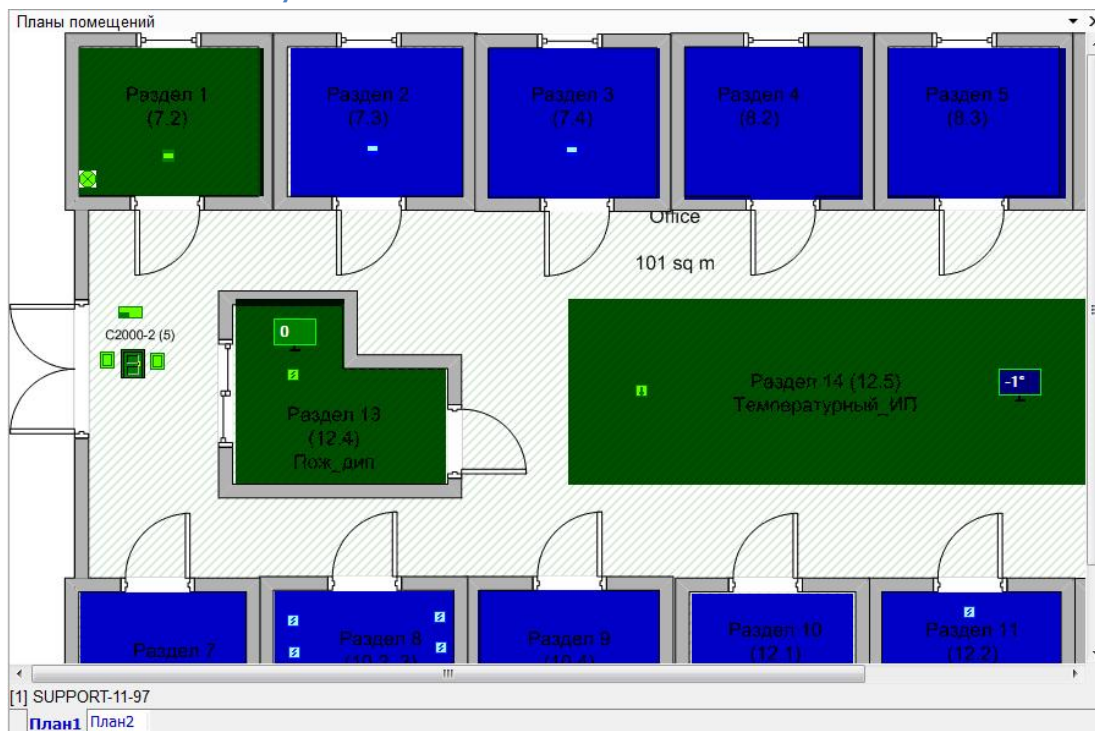 Планы помещений
Раздел 1
(7.2)
Раздел 2
(7.3)
Раздел 3
(7.4)
Раздел 4
(8.2)
Раздел 5
(8.3)
Office
101 sq m
C2000-2 (5)
0
Раздел 13
(12.4)
Пож_дип
Раздел 14 (12.5)
Температурный_ИП
-1°
Раздел 7
Раздел 8
Раздел 9
(10.4)
Раздел 10
(12.1)
Раздел 11
(12.2)
[1] SUPPORT-11-97
План1
План2